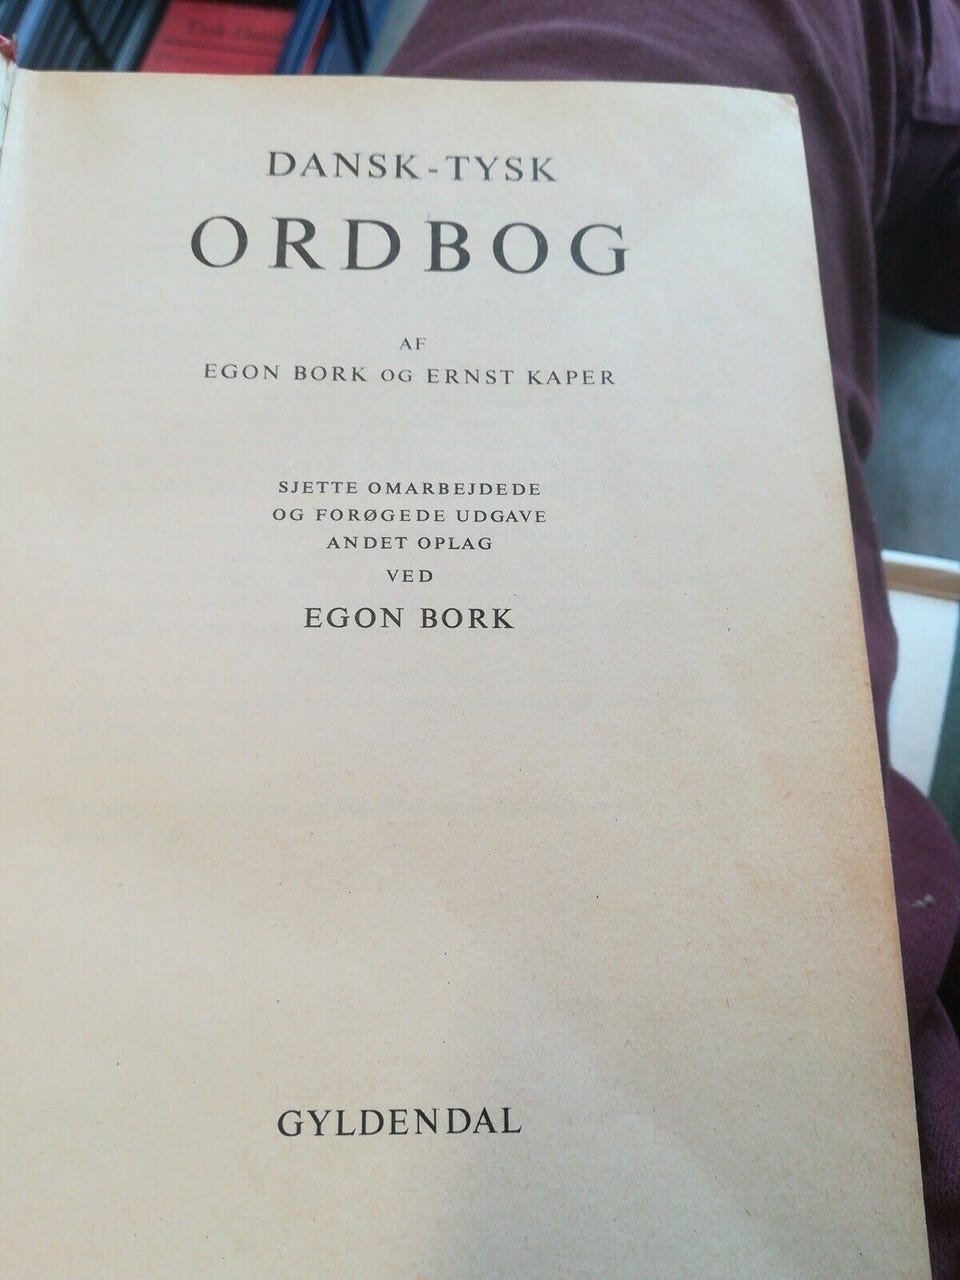 DANSK-TYSK
ORDBOG
AF
EGON BORK OG ERNST KAPER
SJETTE OMARBEJDEDE
OG FORØGEDE UDGAVE
ANDET OPLAG
VED
EGON BORK
GYLDENDAL